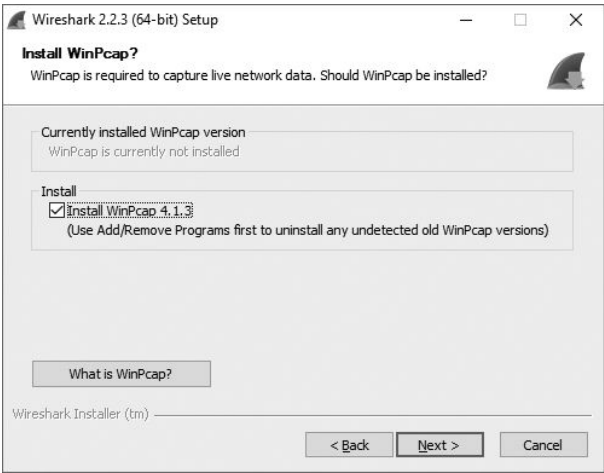 Wireshark 2.2.3 (64-bit) Setup
Install WinPcap?
WinPcap is required to capture live network data. Should WinPcap be installed?
Currently installed WinPcap version
WinPcap is currently not installed
Install
Install WinPcap 4.1.3
(Use Add/Remove Programs first to uninstall any undetected old WinPcap versions)
What is WinPcap?
Wireshark Installer (tm)
< Back Next > Cancel